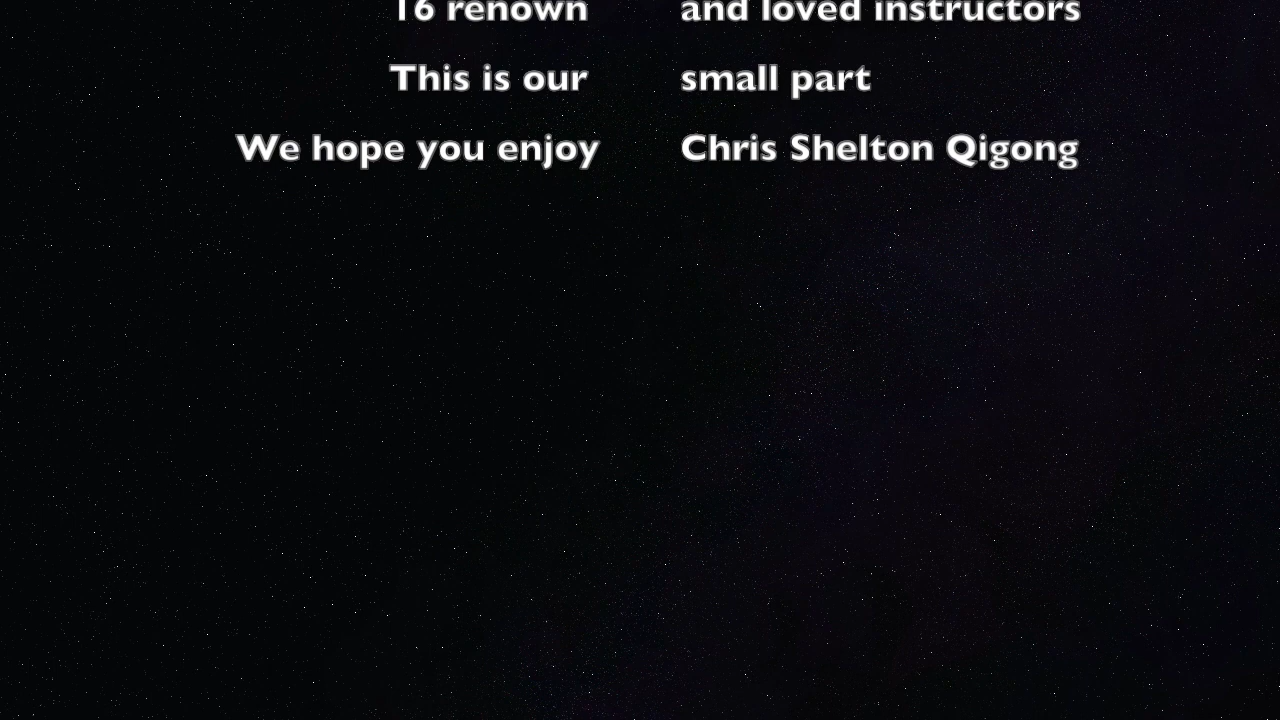 16 renown and loved instructors
This is our small part
We hope you enjoy Chris Shelton Qigong